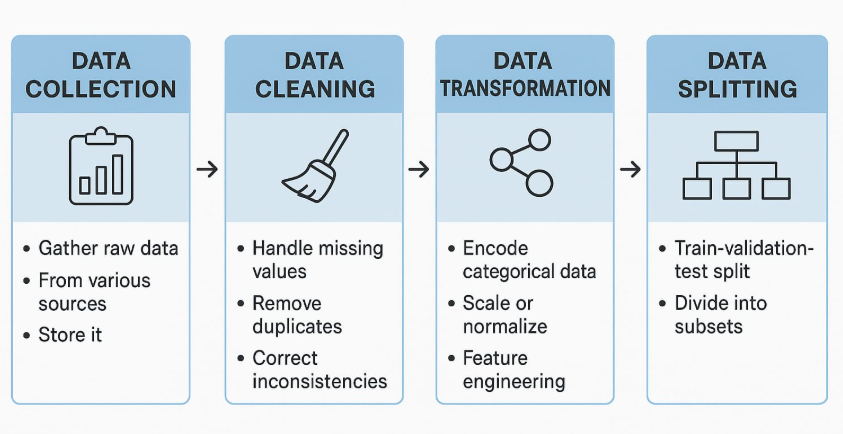 DATA
COLLECTION
• Gather raw data
• From various
sources
• Store it
DATA
CLEANING
• Handle missing
values
• Remove
duplicates
• Correct
inconsistencies
DATA
TRANSFORMATION
• Encode
categorical data
• Scale or
normalize
• Feature
engineering
DATA
SPLITTING
• Train-validation-
test split
• Divide into
subsets